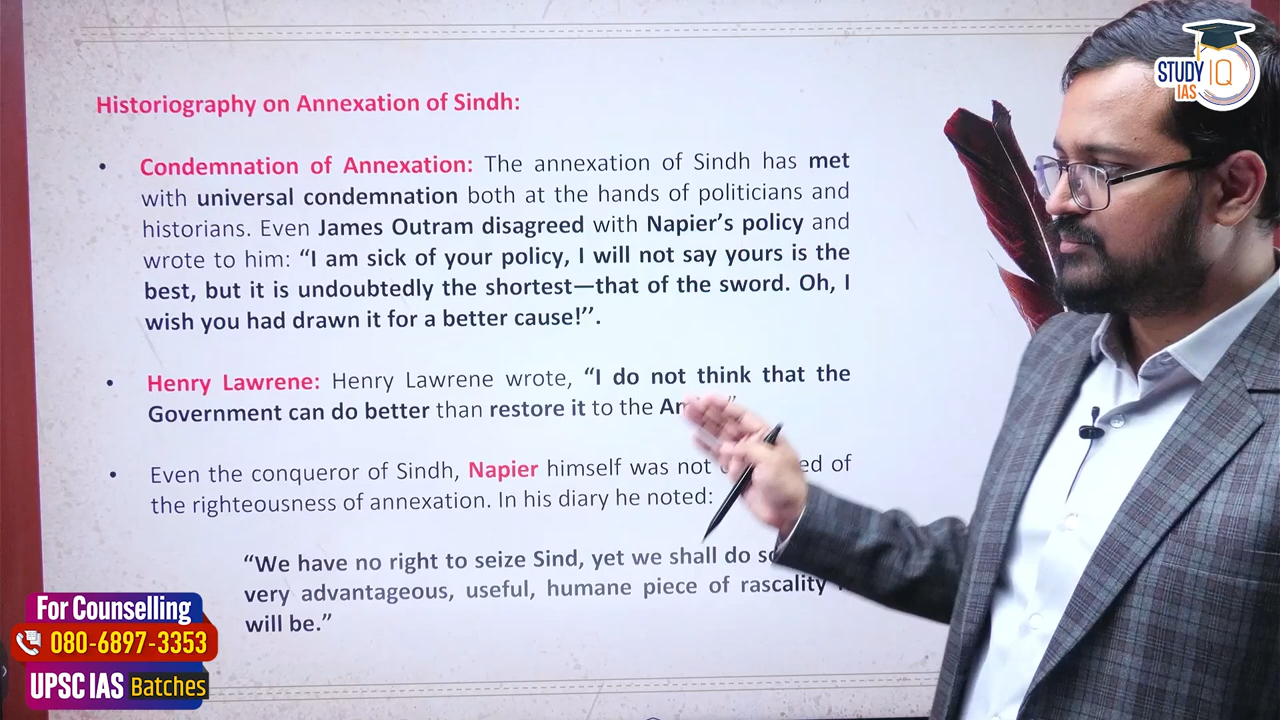 STUDY IQ
IAS
Historiography on Annexation of Sindh:
• Condemnation of Annexation: The annexation of Sindh has met
with universal condemnation both at the hands of politicians and
historians. Even James Outram disagreed with Napier's policy and
wrote to him: “I am sick of your policy, I will not say yours is the
best, but it is undoubtedly the shortest—that of the sword. Oh, I
wish you had drawn it for a better cause!”.
• Henry Lawrene: Henry Lawrene wrote, “I do not think that the
Government can do better than restore it to the
• Even the conqueror of Sindh, Napier himself was not of
the righteousness of annexation. In his diary he noted:
“We have no right to seize Sind, yet we shall do
very advantageous, useful, humane piece of rascality
will be.”
For Counselling
080-6897-3353
UPSC IAS Batches